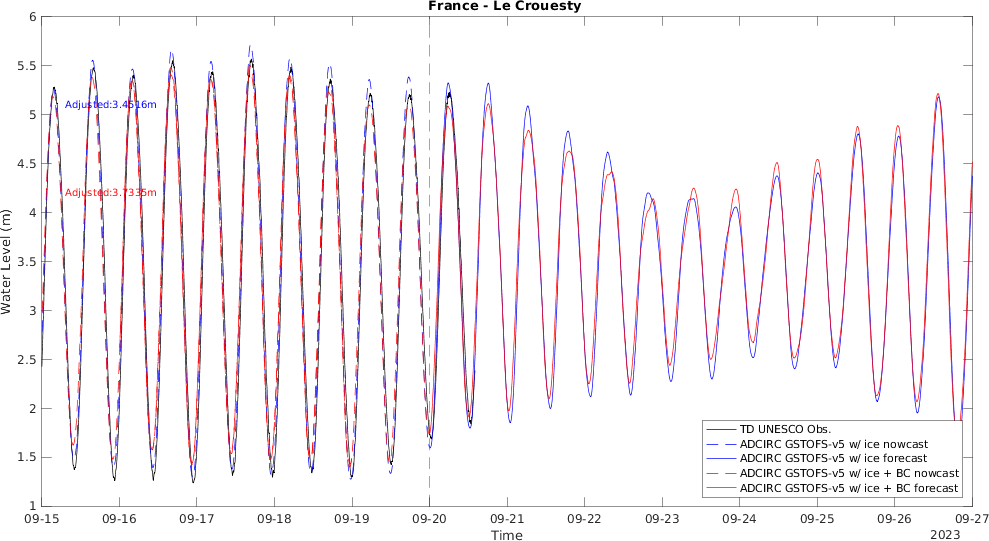 France - Le Crouesty
6
5.5
5
4.5
4
3.5
3
2.5
2
1.5
1
Water Level (m)
Adjusted:3.4516m
Adjusted:3.7335m
TD UNESCO Obs.
ADCIRC GSTOFS-v5 w/ ice nowcast
ADCIRC GSTOFS-v5 w/ ice forecast
ADCIRC GSTOFS-v5 w/ ice + BC nowcast
ADCIRC GSTOFS-v5 w/ ice + BC forecast
09-15 09-16 09-17 09-18 09-19 09-20 09-21 09-22 09-23 09-24 09-25 09-26 09-27
Time
2023